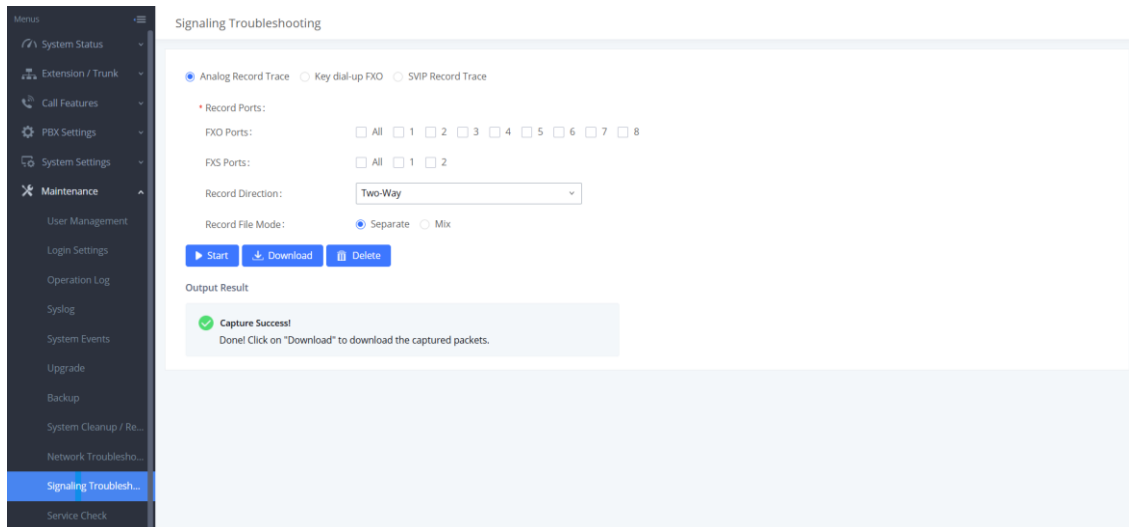 Menus
System Status
Extension / Trunk
Call Features
PBX Settings
System Settings
Maintenance
User Management
Login Settings
Operation Log
Syslog
System Events
Upgrade
Backup
System Cleanup / Re...
Network Troublesho...
Signaling Troublesh...
Service Check
Signaling Troubleshooting
Analog Record Trace Key dial-up FXO SVIP Record Trace
* Record Ports:
FXO Ports: All 1 2 3 4 5 6 7 8
FXS Ports: All 1 2
Record Direction: Two-Way
Record File Mode: Separate Mix
Start Download Delete
Output Result
Capture Success!
Done! Click on "Download" to download the captured packets.